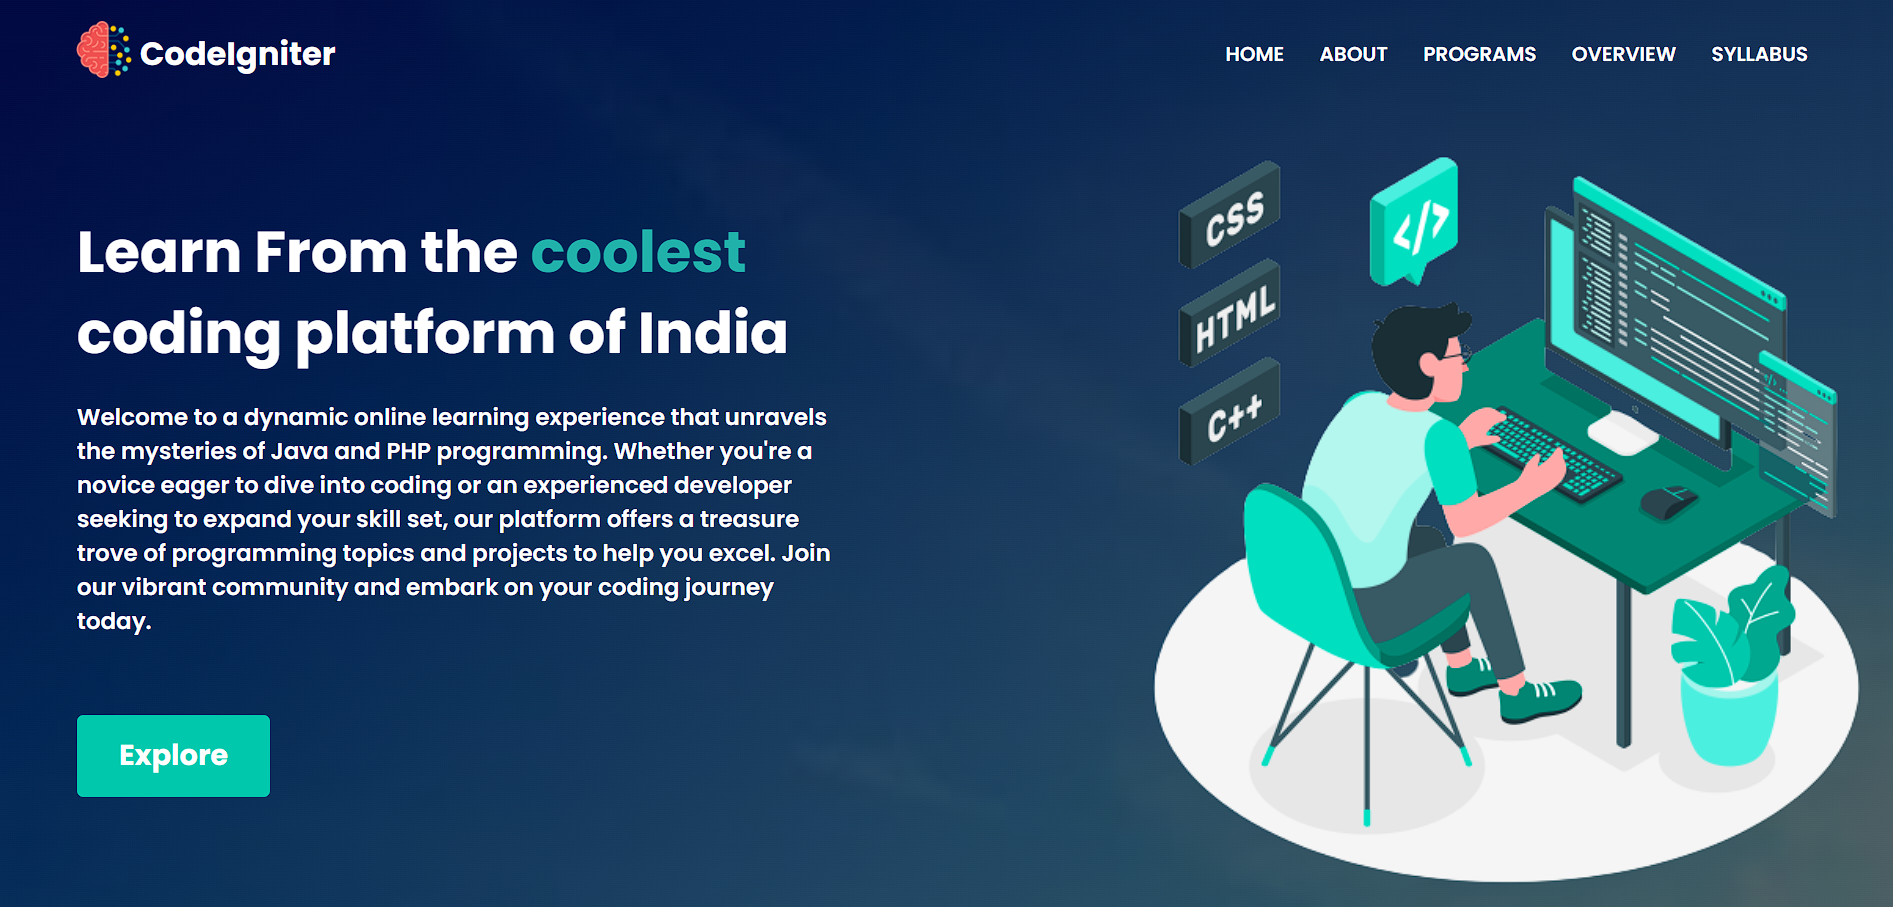 CodeIgniter
HOME ABOUT PROGRAMS OVERVIEW SYLLABUS
Learn From the coolest
coding platform of India
Welcome to a dynamic online learning experience that unravels
the mysteries of Java and PHP programming. Whether you're a
novice eager to dive into coding or an experienced developer
seeking to expand your skill set, our platform offers a treasure
trove of programming topics and projects to help you excel. Join
our vibrant community and embark on your coding journey
today.
Explore
CSS
</>
HTML
C++